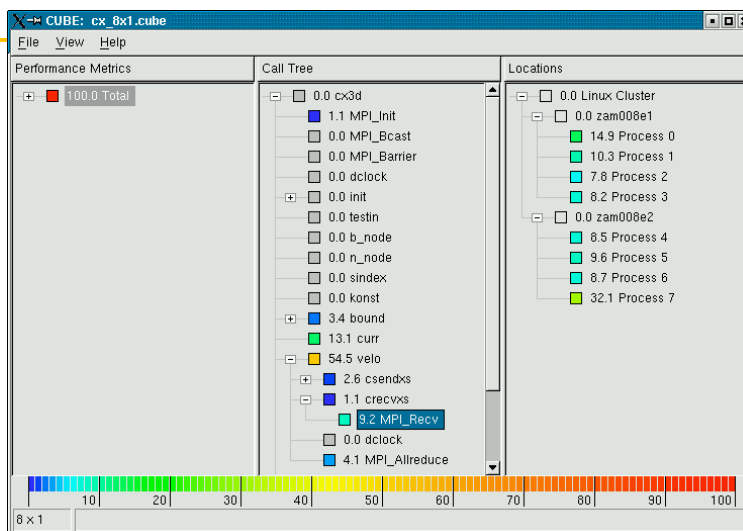 CUBE: cx_8x1.cube
File View Help
Performance Metrics
100.0 Total
Call Tree
0.0 cx3d
1.1 MPI_Init
0.0 MPI_Bcast
0.0 MPI_Barrier
0.0 dclock
0.0 init
0.0 testin
0.0 b_node
0.0 n_node
0.0 sindex
0.0 konst
3.4 bound
13.1 curr
54.5 velo
2.6 csendxs
1.1 crecvxs
9.2 MPI_Recv
0.0 dclock
4.1 MPI_Allreduce
Locations
0.0 Linux Cluster
0.0 zam008e1
14.9 Process 0
10.3 Process 1
7.8 Process 2
8.2 Process 3
0.0 zam008e2
8.5 Process 4
9.6 Process 5
8.7 Process 6
32.1 Process 7
10 20 30 40 50 60 70 80 90 100
8 x 1